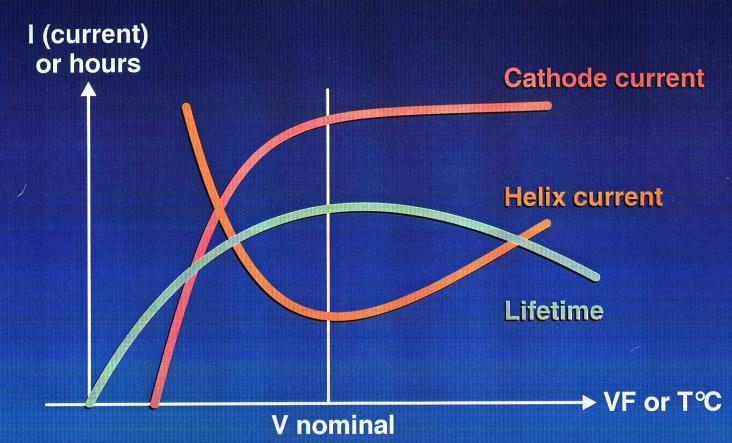 I (current)
or hours
Cathode current
Helix current
Lifetime
VF or T°C
V nominal